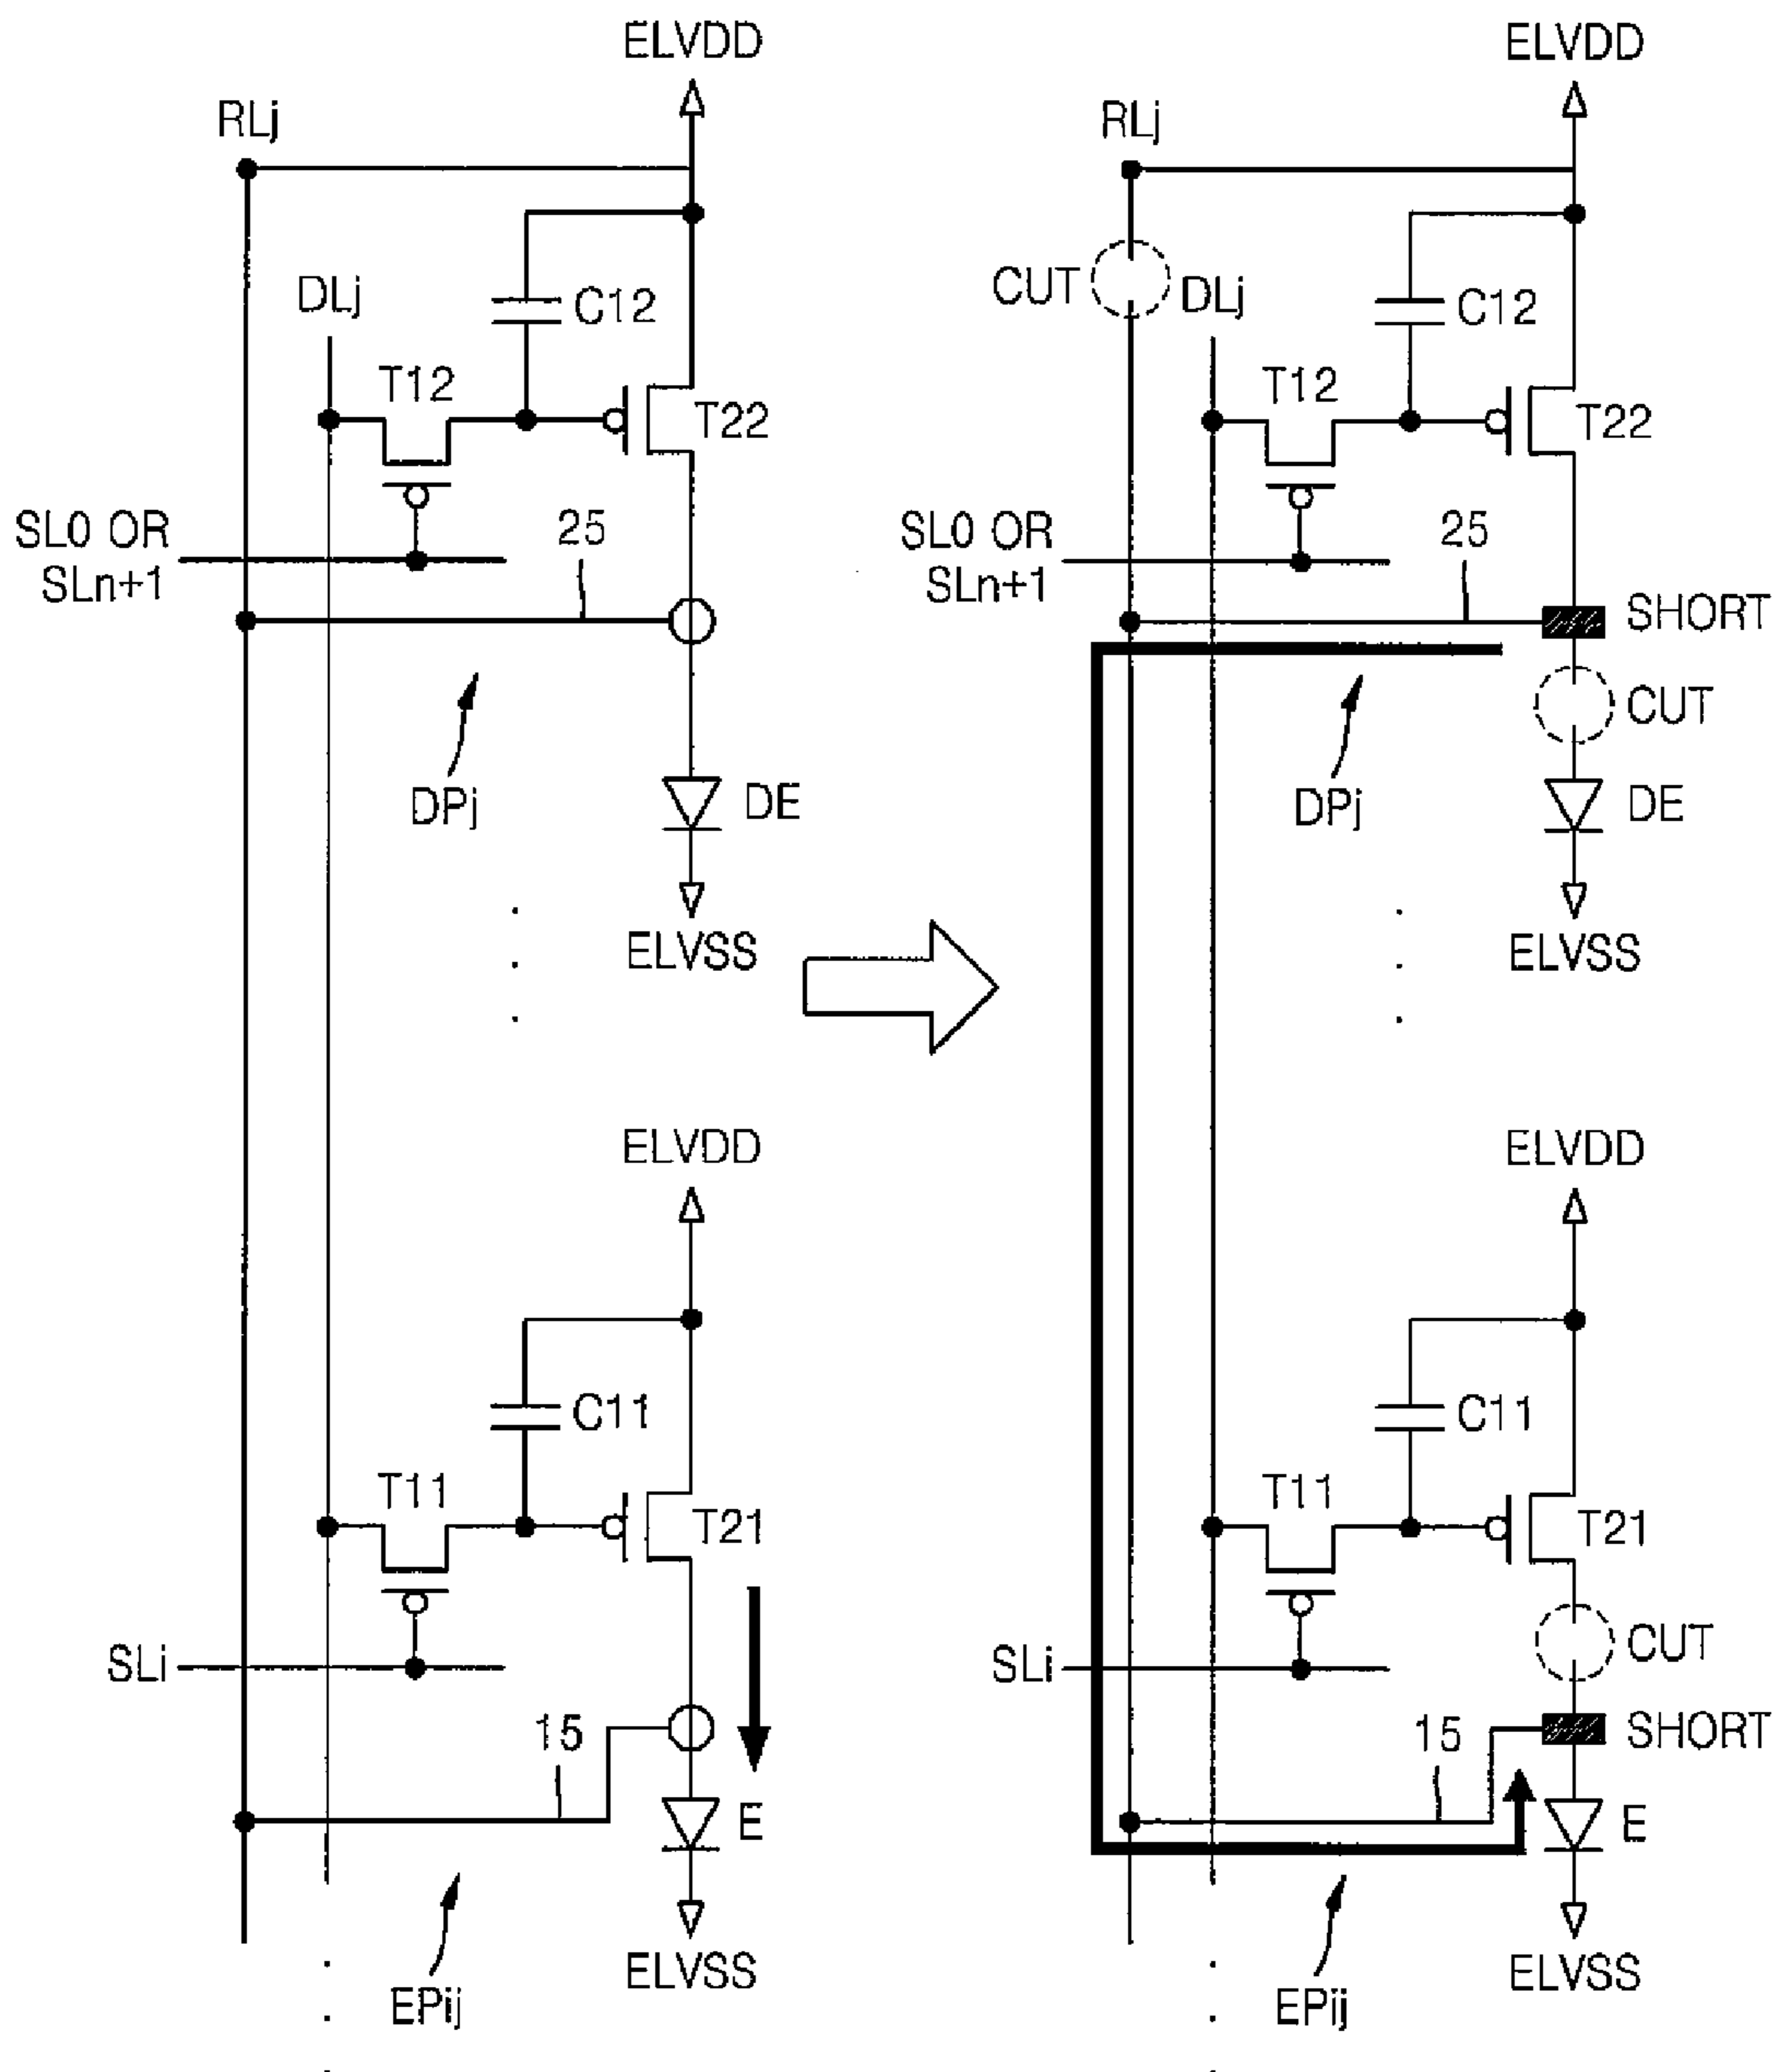 ELVDD
RLj
DLj
C12
T12
T22
SL0 OR
SLn+1
25
DPj
DE
ELVSS
ELVDD
C11
T11
T21
SLi
15
E
ELVSS
EPij
ELVDD
RLj
CUT
DLj
C12
T12
T22
SL0 OR
SLn+1
25
SHORT
CUT
DPj
DE
ELVSS
ELVDD
C11
T11
T21
CUT
SLi
15
SHORT
E
ELVSS
EPij